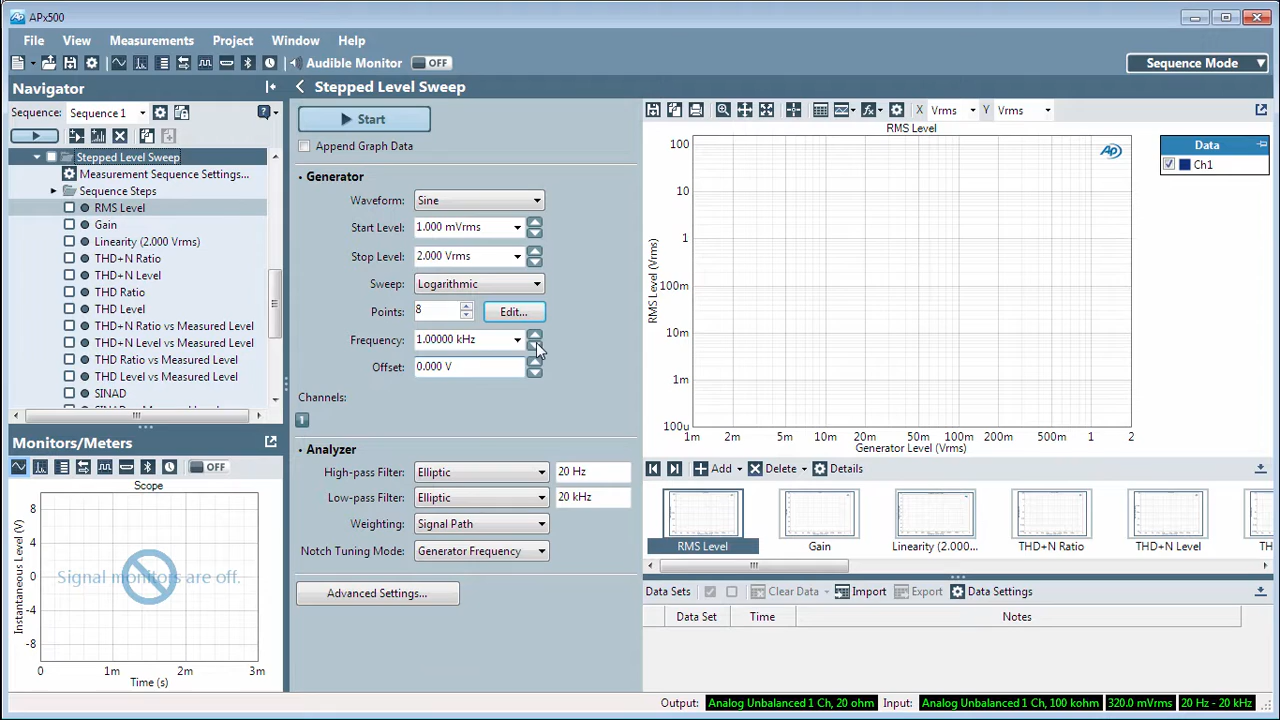 APx500
File View Measurements Project Window Help
Audible Monitor OFF Sequence Mode
Navigator
Sequence: Sequence 1
Stepped Level Sweep
Measurement Sequence Settings...
Sequence Steps
RMS Level
Gain
Linearity (2.000 Vrms)
THD+N Ratio
THD+N Level
THD Ratio
THD Level
THD+N Ratio vs Measured Level
THD+N Level vs Measured Level
THD Ratio vs Measured Level
THD Level vs Measured Level
SINAD
Monitors/Meters
OFF
Scope
Instantaneous Level (V)
8
4
0
-4
-8
Signal monitors are off.
0 1m 2m 3m
Time (s)
Stepped Level Sweep
Start
Append Graph Data
Generator
Waveform: Sine
Start Level: 1.000 mVrms
Stop Level: 2.000 Vrms
Sweep: Logarithmic
Points: 8 Edit...
Frequency: 1.00000 kHz
Offset: 0.000 V
Channels:
1
Analyzer
High-pass Filter: Elliptic 20 Hz
Low-pass Filter: Elliptic 20 kHz
Weighting: Signal Path
Notch Tuning Mode: Generator Frequency
Advanced Settings...
X Vrms Y Vrms
RMS Level
RMS Level (Vrms)
100
10
1
100m
10m
1m
100u
1m 2m 5m 10m 20m 50m 100m 200m 500m 1 2
Generator Level (Vrms)
AP
Data
Ch1
Add Delete Details
RMS Level Gain Linearity (2.000... THD+N Ratio THD+N Level TH
Data Sets Clear Data Import Export Data Settings
Data Set Time Notes
Output: Analog Unbalanced 1 Ch, 20 ohm Input: Analog Unbalanced 1 Ch, 100 kohm 320.0 mVrms 20 Hz - 20 kHz